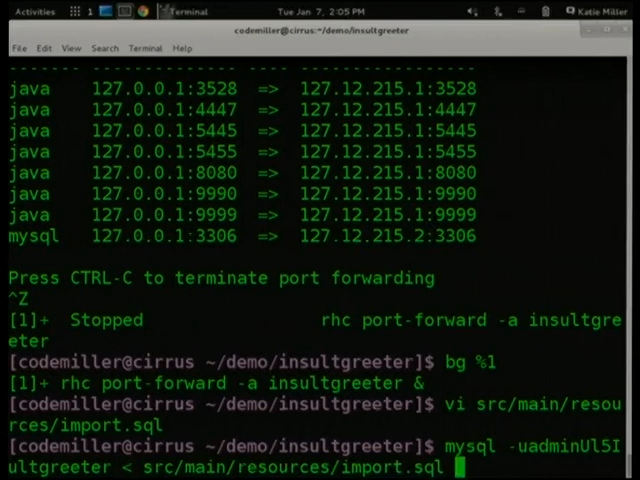 Activities 1 Terminal Tue Jan 7, 2:05 PM Katie Miller
codemiller@cirrus:~/demo/insultgreeter
File Edit View Search Terminal Help
java 127.0.0.1:3528 => 127.12.215.1:3528
java 127.0.0.1:4447 => 127.12.215.1:4447
java 127.0.0.1:5445 => 127.12.215.1:5445
java 127.0.0.1:5455 => 127.12.215.1:5455
java 127.0.0.1:8080 => 127.12.215.1:8080
java 127.0.0.1:9990 => 127.12.215.1:9990
java 127.0.0.1:9999 => 127.12.215.1:9999
mysql 127.0.0.1:3306 => 127.12.215.2:3306
Press CTRL-C to terminate port forwarding
^Z
[1]+ Stopped rhc port-forward -a insultgre
eter
[codemiller@cirrus ~/demo/insultgreeter]$ bg %1
[1]+ rhc port-forward -a insultgreeter &
[codemiller@cirrus ~/demo/insultgreeter]$ vi src/main/resou
rces/import.sql
[codemiller@cirrus ~/demo/insultgreeter]$ mysql -uadminUl5I
ultgreeter < src/main/resources/import.sql